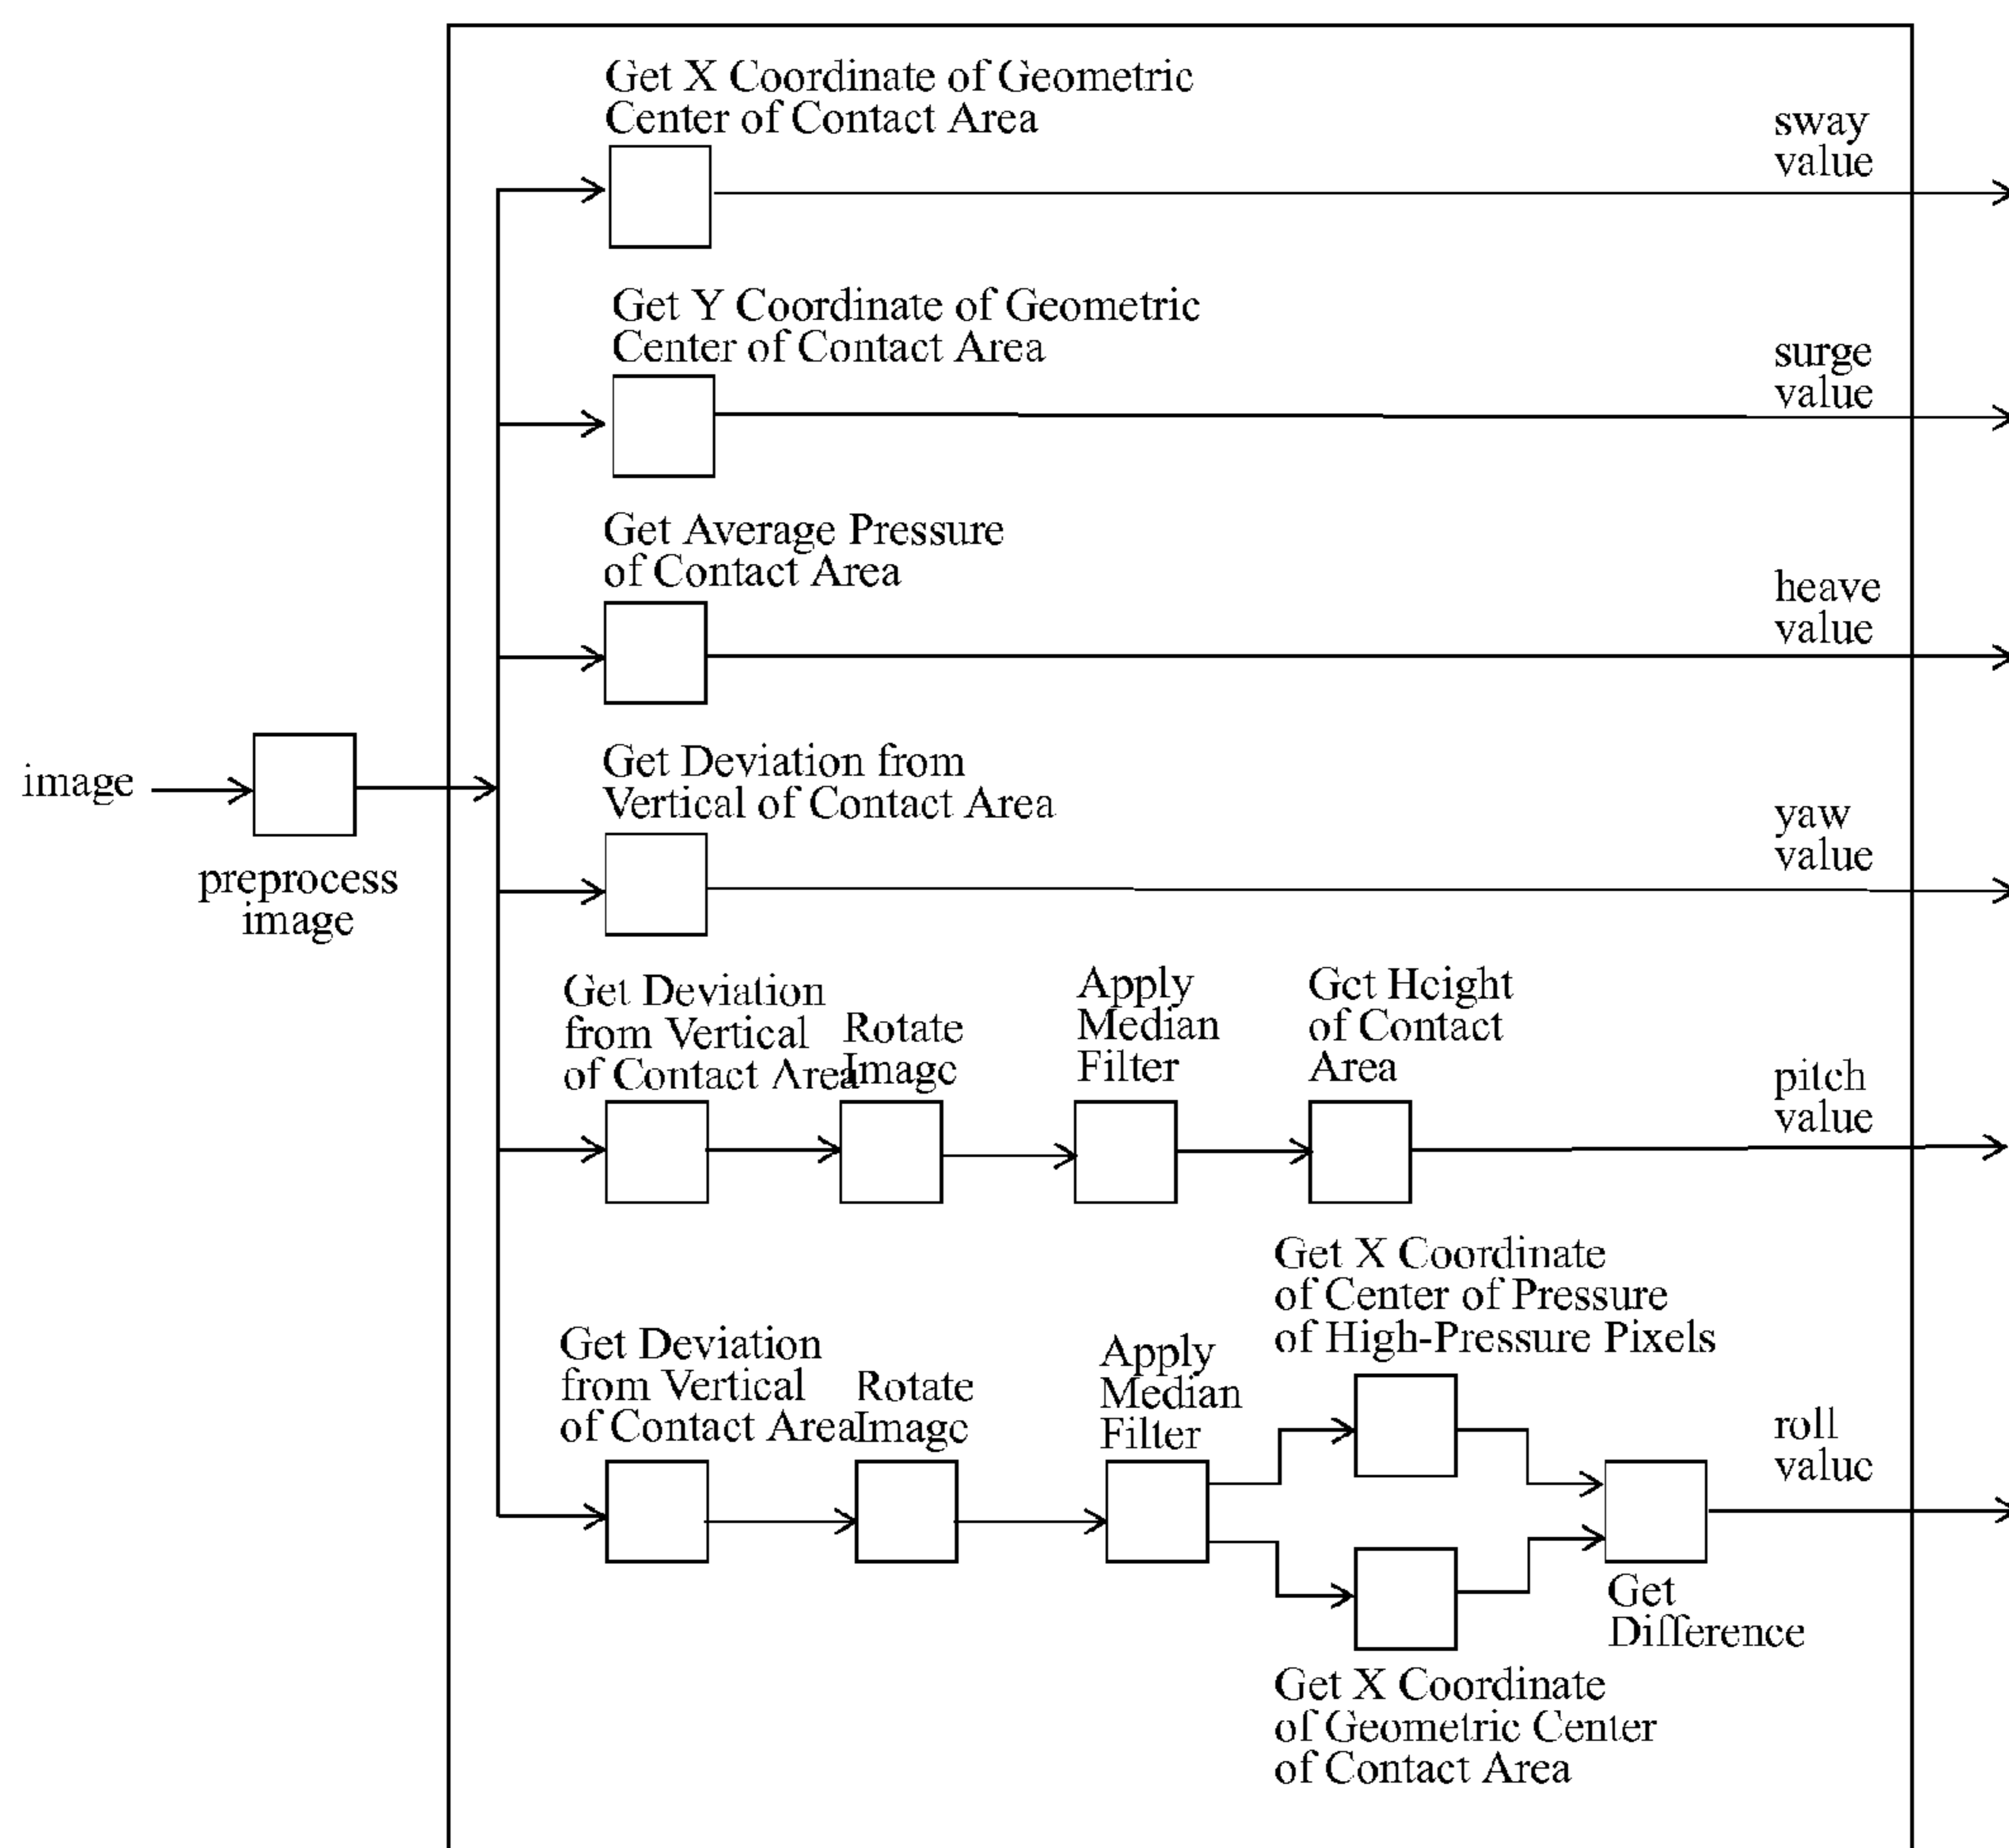 Get X Coordinate of Geometric
Center of Contact Area
sway
value
Get Y Coordinate of Geometric
Center of Contact Area
surge
value
Get Average Pressure
of Contact Area
heave
value
image
preprocess
image
Get Deviation from
Vertical of Contact Area
yaw
value
Get Deviation
from Vertical
of Contact Area
Rotate
Image
Apply
Median
Filter
Get Height
of Contact
Area
pitch
value
Get Deviation
from Vertical
of Contact Area
Rotate
Image
Apply
Median
Filter
Get X Coordinate
of Center of Pressure
of High-Pressure Pixels
roll
value
Get
Difference
Get X Coordinate
of Geometric Center
of Contact Area